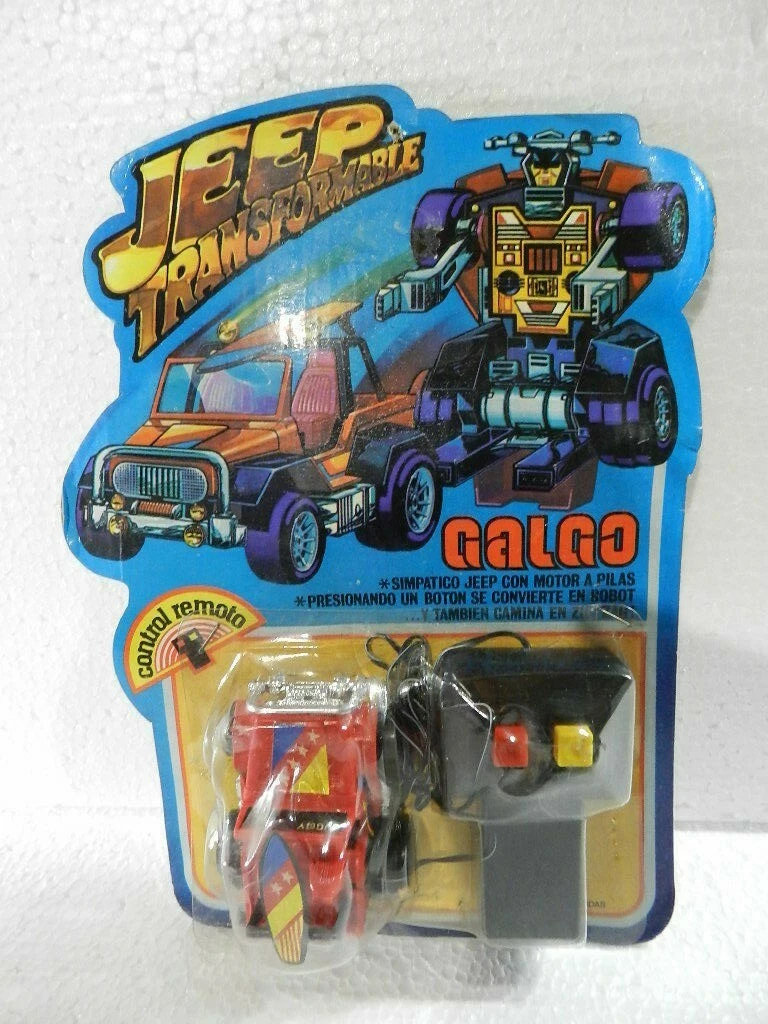 JEEP
TRANSFORMABLE
GALGO
*SIMPATICO JEEP CON MOTOR A PILAS
*PRESIONANDO UN BOTON SE CONVIERTE EN ROBOT
...Y TAMBIEN CAMINA EN
control remoto